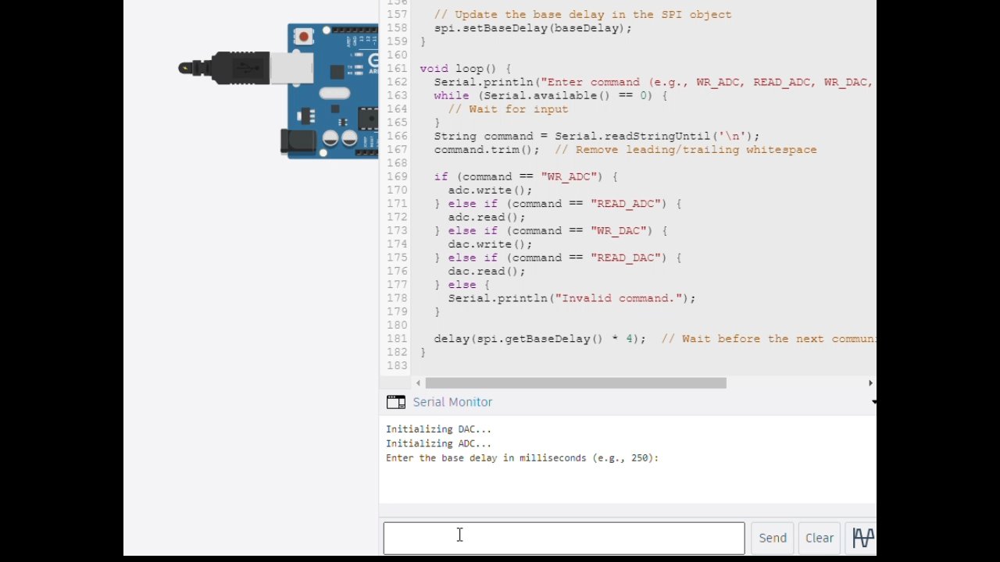 156
157 // Update the base delay in the SPI object
158 spi.setBaseDelay(baseDelay);
159 }
160
161 void loop() {
162 Serial.println("Enter command (e.g., WR_ADC, READ_ADC, WR_DAC,
163 while (Serial.available() == 0) {
164 // Wait for input
165 }
166 String command = Serial.readStringUntil('\n');
167 command.trim(); // Remove leading/trailing whitespace
168
169 if (command == "WR_ADC") {
170 adc.write();
171 } else if (command == "READ_ADC") {
172 adc.read();
173 } else if (command == "WR_DAC") {
174 dac.write();
175 } else if (command == "READ_DAC") {
176 dac.read();
177 } else {
178 Serial.println("Invalid command.");
179 }
180
181 delay(spi.getBaseDelay() * 4); // Wait before the next commun
182 }
183
Serial Monitor
Initializing DAC...
Initializing ADC...
Enter the base delay in milliseconds (e.g., 250):
Send Clear